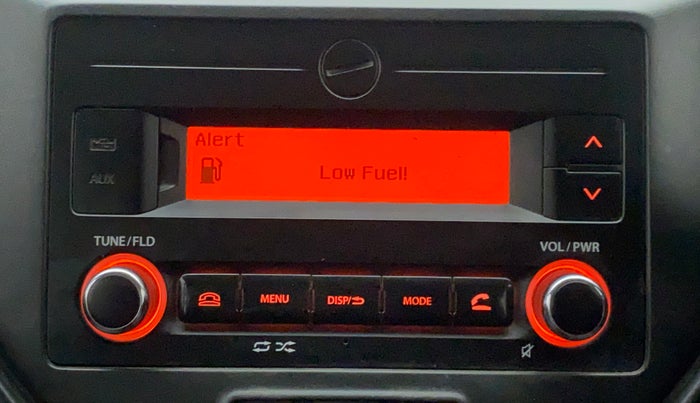 Alert
Low Fuel!
AUX
TUNE/FLD
VOL/PWR
MENU
DISP/
MODE